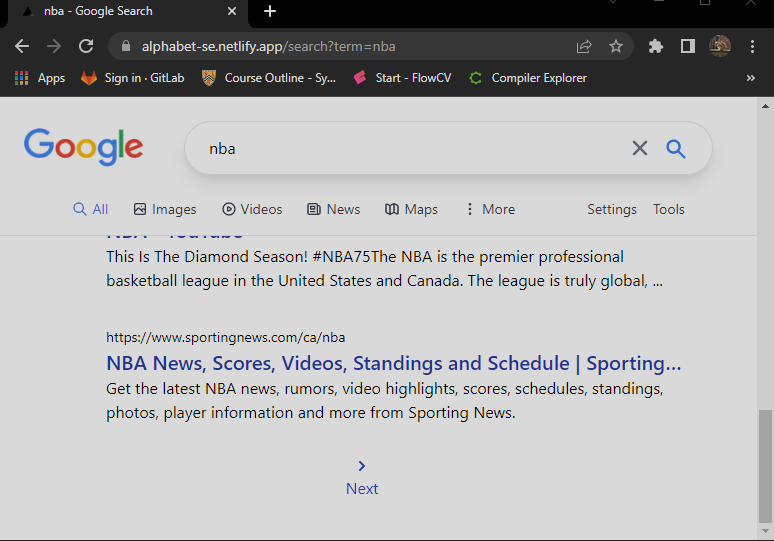 nba - Google Search
alphabet-se.netlify.app/search?term=nba
Apps Sign in · GitLab Course Outline - Sy... Start - FlowCV Compiler Explorer »
Google nba
All Images Videos News Maps More Settings Tools
NBA - YouTube
This Is The Diamond Season! #NBA75The NBA is the premier professional
basketball league in the United States and Canada. The league is truly global, ...
https://www.sportingnews.com/ca/nba
NBA News, Scores, Videos, Standings and Schedule | Sporting...
Get the latest NBA news, rumors, video highlights, scores, schedules, standings,
photos, player information and more from Sporting News.
Next